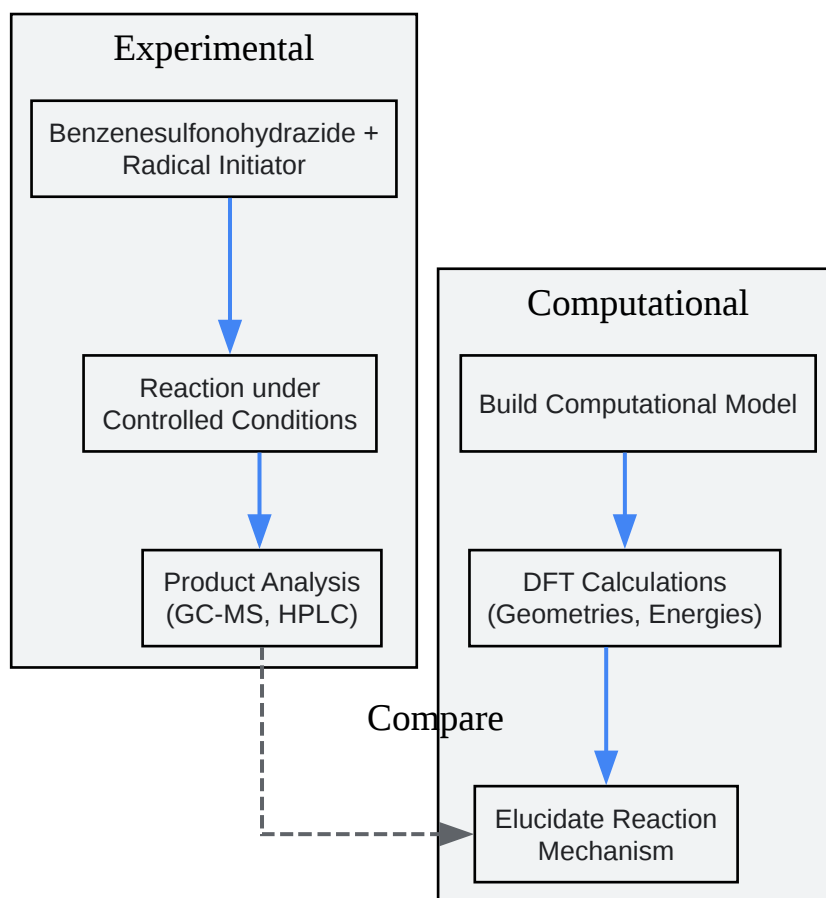 Experimental
Benzenesulfonohydrazide +
Radical Initiator
Reaction under
Controlled Conditions
Product Analysis
(GC-MS, HPLC)
Compare
Computational
Build Computational Model
DFT Calculations
(Geometries, Energies)
Elucidate Reaction
Mechanism